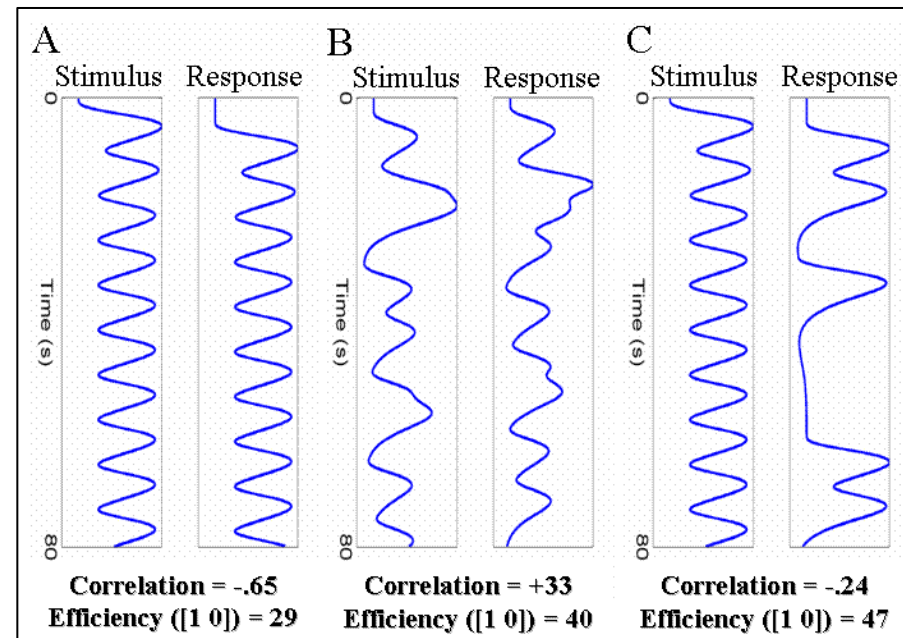 A
B
C
Stimulus Response
Stimulus Response
Stimulus Response
0
0
0
Time (s)
Time (s)
Time (s)
80
80
80
Correlation = -.65
Efficiency ([1 0]) = 29
Correlation = +33
Efficiency ([1 0]) = 40
Correlation = -.24
Efficiency ([1 0]) = 47